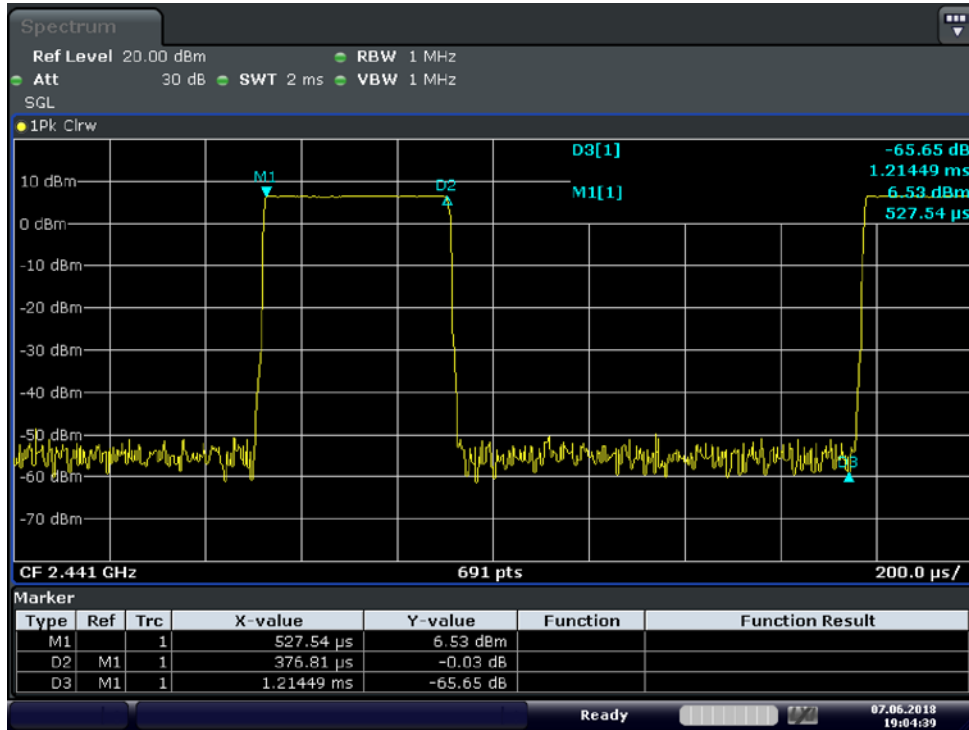 Spectrum
Ref Level 20.00 dBm RBW 1 MHz
Att 30 dB SWT 2 ms VBW 1 MHz
SGL
1Pk Clrw
D3[1] -65.65 dB
1.21449 ms
M1[1] 6.53 dBm
527.54 µs
M1
D2
D3
10 dBm
0 dBm
-10 dBm
-20 dBm
-30 dBm
-40 dBm
-50 dBm
-60 dBm
-70 dBm
CF 2.441 GHz 691 pts 200.0 µs/
Marker
Type Ref Trc X-value Y-value Function Function Result
M1 1 527.54 µs 6.53 dBm
D2 M1 1 376.81 µs -0.03 dB
D3 M1 1 1.21449 ms -65.65 dB
Ready 07.06.2018
19:04:39